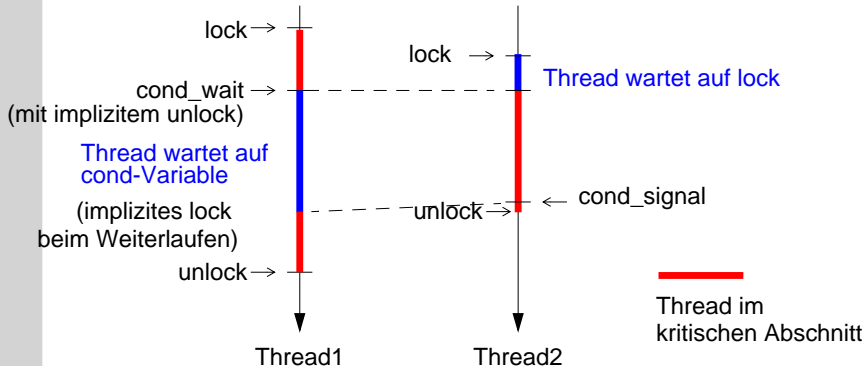 lock
cond_wait
(mit implizitem unlock)
Thread wartet auf
cond-Variable
(implizites lock
beim Weiterlaufen)
unlock
Thread1
lock
Thread wartet auf lock
cond_signal
unlock
Thread2
Thread im
kritischen Abschnitt